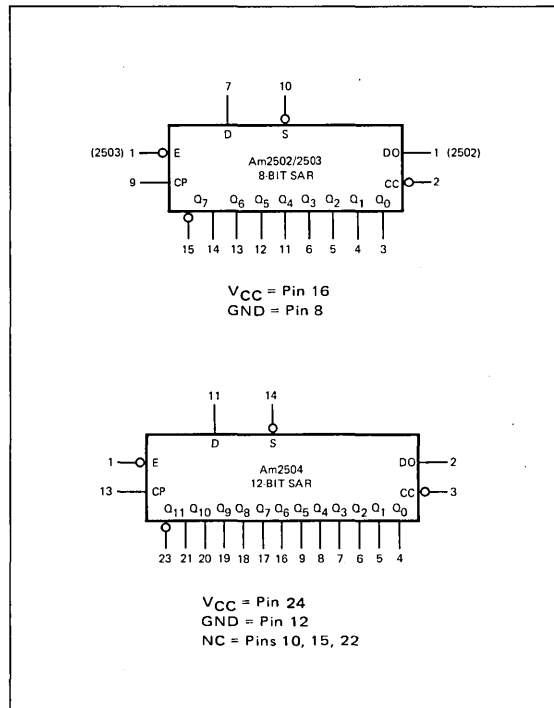 7 10
D S
(2503) 1 E Am2502/2503 DO 1 (2502)
8-BIT SAR
9 CP CC 2
Q7 Q6 Q5 Q4 Q3 Q2 Q1 Q0
15 14 13 12 11 6 5 4 3
VCC = Pin 16
GND = Pin 8
11 14
D S
1 E Am2504 DO 2
12-BIT SAR
13 CP CC 3
Q11 Q10 Q9 Q8 Q7 Q6 Q5 Q4 Q3 Q2 Q1 Q0
23 21 20 19 18 17 16 9 8 7 6 5 4
VCC = Pin 24
GND = Pin 12
NC = Pins 10, 15, 22